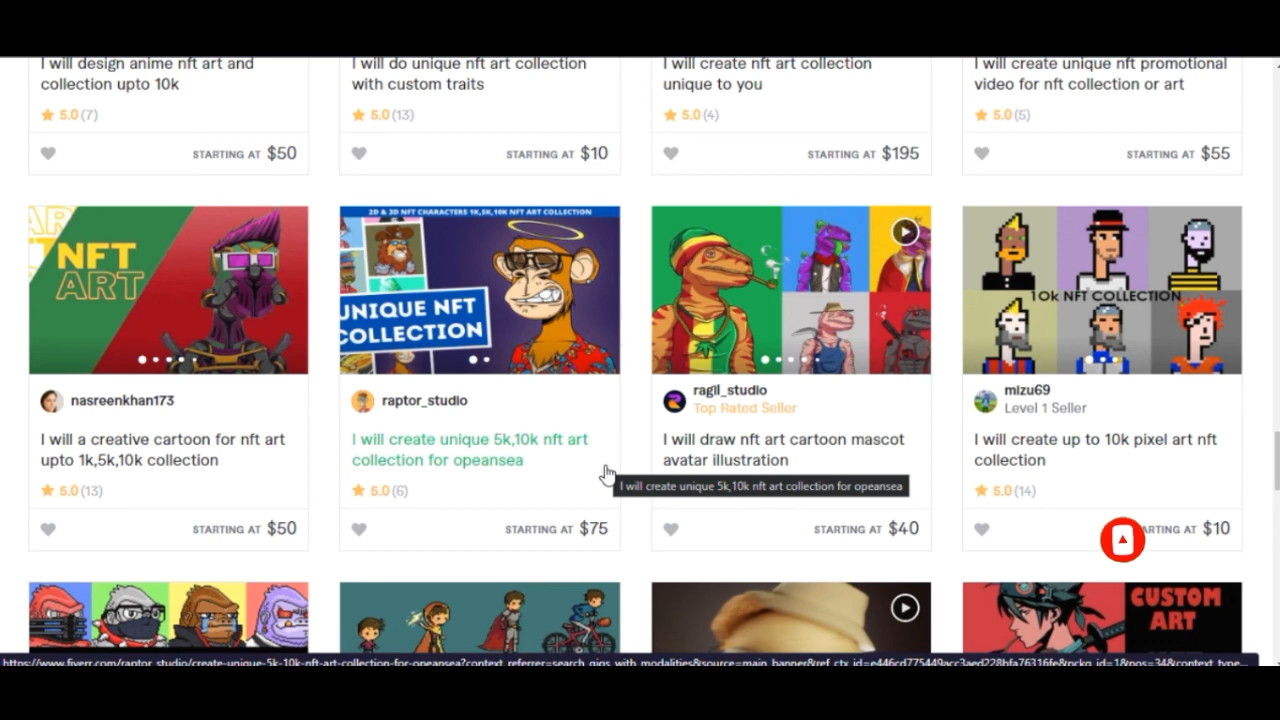 I will design anime nft art and
collection upto 10k
5.0 (7)
STARTING AT $50
I will do unique nft art collection
with custom traits
5.0 (13)
STARTING AT $10
I will create nft art collection
unique to you
5.0 (4)
STARTING AT $195
I will create unique nft promotional
video for nft collection or art
5.0 (5)
STARTING AT $55
NFT
ART
nasreenkhan173
I will a creative cartoon for nft art
upto 1k,5k,10k collection
5.0 (13)
STARTING AT $50
2D & 3D NFT CHARACTERS 1K,5K,10K NFT ART COLLECTION
UNIQUE NFT
COLLECTION
raptor_studio
I will create unique 5k,10k nft art
collection for opeansea
5.0 (6)
STARTING AT $75
ragil_studio
Top Rated Seller
I will draw nft art cartoon mascot
avatar illustration
I will create unique 5k,10k nft art collection for opeansea
STARTING AT $40
10k NFT COLLECTION
mizu69
Level 1 Seller
I will create up to 10k pixel art nft
collection
5.0 (14)
ARTING AT $10
CUSTOM
ART